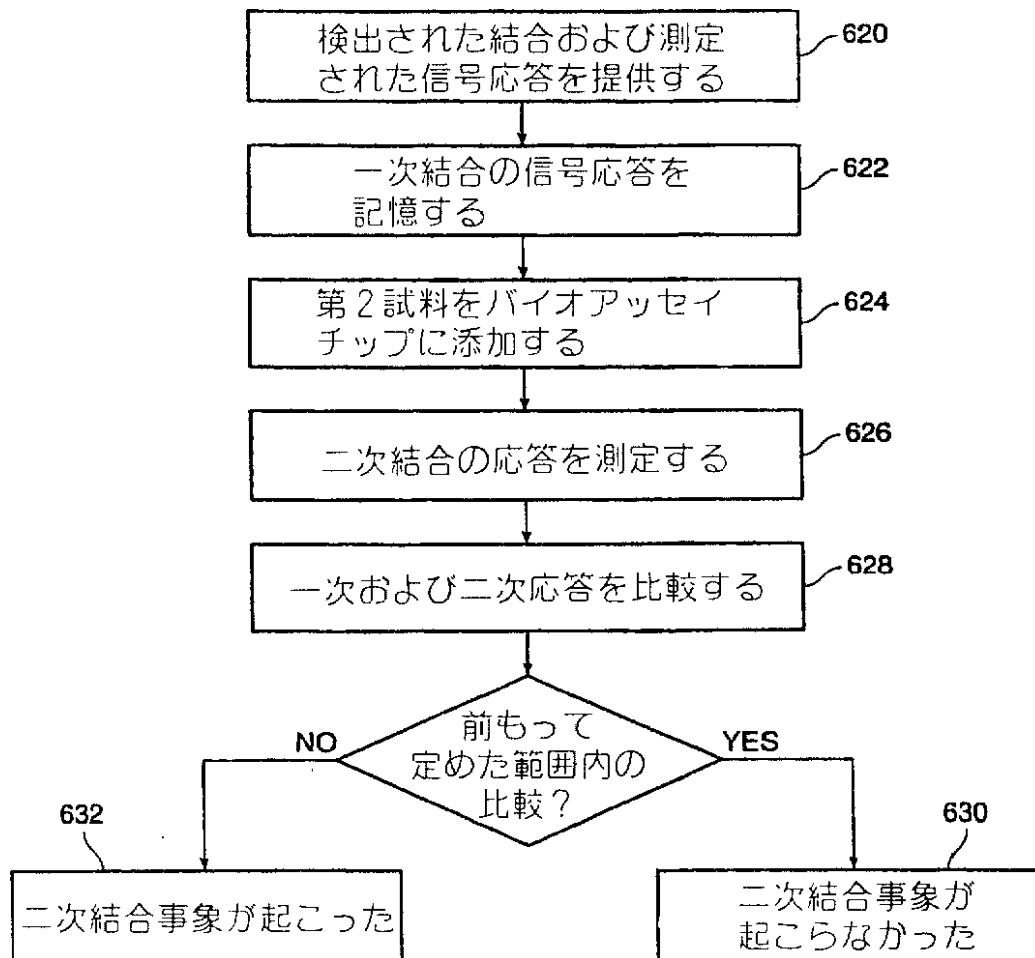 検出された結合および測定
された信号応答を提供する
620
一次結合の信号応答を
記憶する
622
第2試料をバイオアッセイ
チップに添加する
624
二次結合の応答を測定する
626
一次および二次応答を比較する
628
前もって
定めた範囲内の
比較?
NO
YES
632
二次結合事象が起こった
630
二次結合事象が
起こらなかった